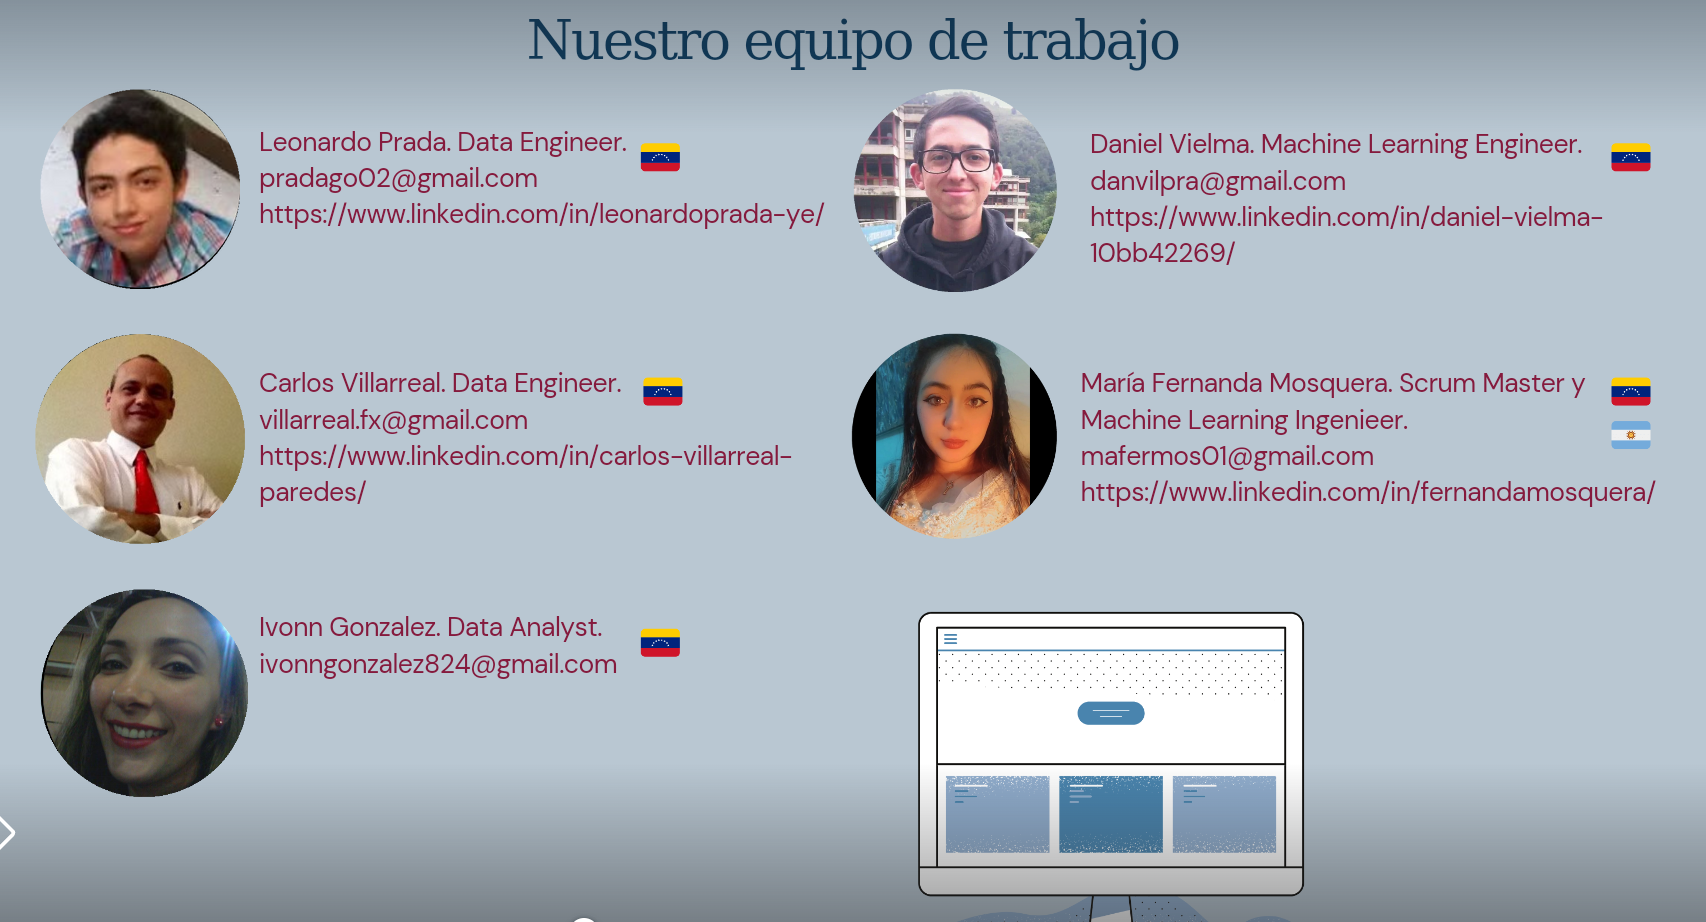 Nuestro equipo de trabajo
Leonardo Prada. Data Engineer.
pradago02@gmail.com
https://www.linkedin.com/in/leonardoprada-ye/
Daniel Vielma. Machine Learning Engineer.
danvilpra@gmail.com
https://www.linkedin.com/in/daniel-vielma-
10bb42269/
Carlos Villarreal. Data Engineer.
villarreal.fx@gmail.com
https://www.linkedin.com/in/carlos-villarreal-
paredes/
María Fernanda Mosquera. Scrum Master y
Machine Learning Ingenieer.
mafermos01@gmail.com
https://www.linkedin.com/in/fernandamosquera/
Ivonn Gonzalez. Data Analyst.
ivonngonzalez824@gmail.com